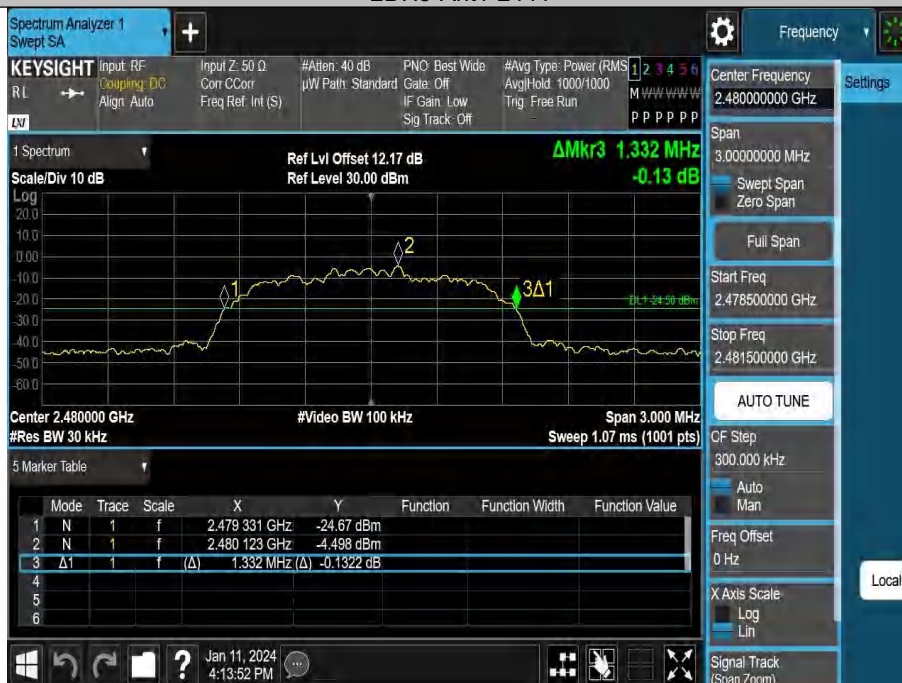 Spectrum Analyzer 1
Swept SA
+
Frequency
KEYSIGHT
RL
LXI
Input: RF
Coupling: DC
Align: Auto
Input Z: 50 Ω
Corr CCorr
Freq Ref: Int (S)
#Atten: 40 dB
µW Path: Standard
PNO: Best Wide
Gate: Off
IF Gain: Low
Sig Track: Off
#Avg Type: Power (RMS
Avg|Hold: 1000/1000
Trig: Free Run
1 2 3 4 5 6
M W W W W W
P P P P P P
Center Frequency
2.480000000 GHz
Settings
Span
3.00000000 MHz
Swept Span
Zero Span
Full Span
Start Freq
2.478500000 GHz
Stop Freq
2.481500000 GHz
AUTO TUNE
CF Step
300.000 kHz
Auto
Man
Freq Offset
0 Hz
Local
X Axis Scale
Log
Lin
Signal Track
(Span Zoom)
1 Spectrum
Scale/Div 10 dB
Ref Lvl Offset 12.17 dB
Ref Level 30.00 dBm
ΔMkr3 1.332 MHz
-0.13 dB
Log
20.0
10.0
0.00
-10.0
-20.0
-30.0
-40.0
-50.0
-60.0
1
2
3Δ1
DL1 -24.50 dBm
Center 2.480000 GHz
#Video BW 100 kHz
Span 3.000 MHz
#Res BW 30 kHz
Sweep 1.07 ms (1001 pts)
5 Marker Table
Mode Trace Scale X Y Function Function Width Function Value
1 N 1 f 2.479 331 GHz -24.67 dBm
2 N 1 f 2.480 123 GHz -4.498 dBm
3 Δ1 1 f (Δ) 1.332 MHz (Δ) -0.1322 dB
4
5
6
?
Jan 11, 2024
4:13:52 PM